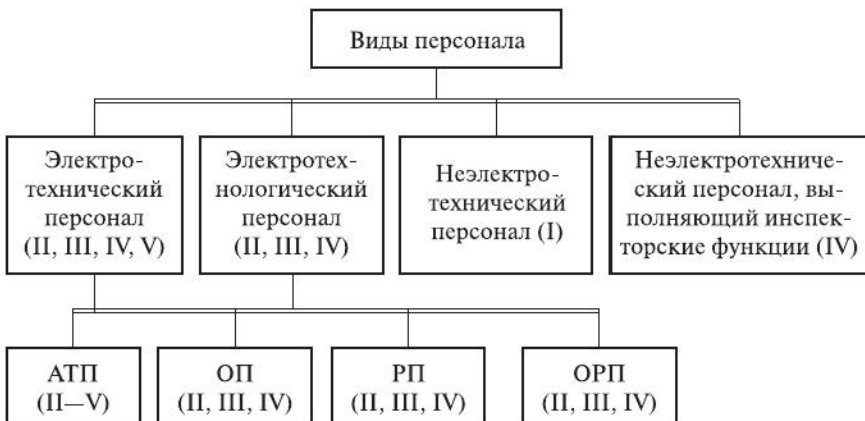 Виды персонала
Электро-
технический
персонал
(II, III, IV, V)
Электротех-
нологический
персонал
(II, III, IV)
Неэлектро-
технический
персонал (I)
Неэлектротехниче-
ский персонал, вы-
полняющий инспек-
торские функции (IV)
АТП
(II—V)
ОП
(II, III, IV)
РП
(II, III, IV)
ОРП
(II, III, IV)